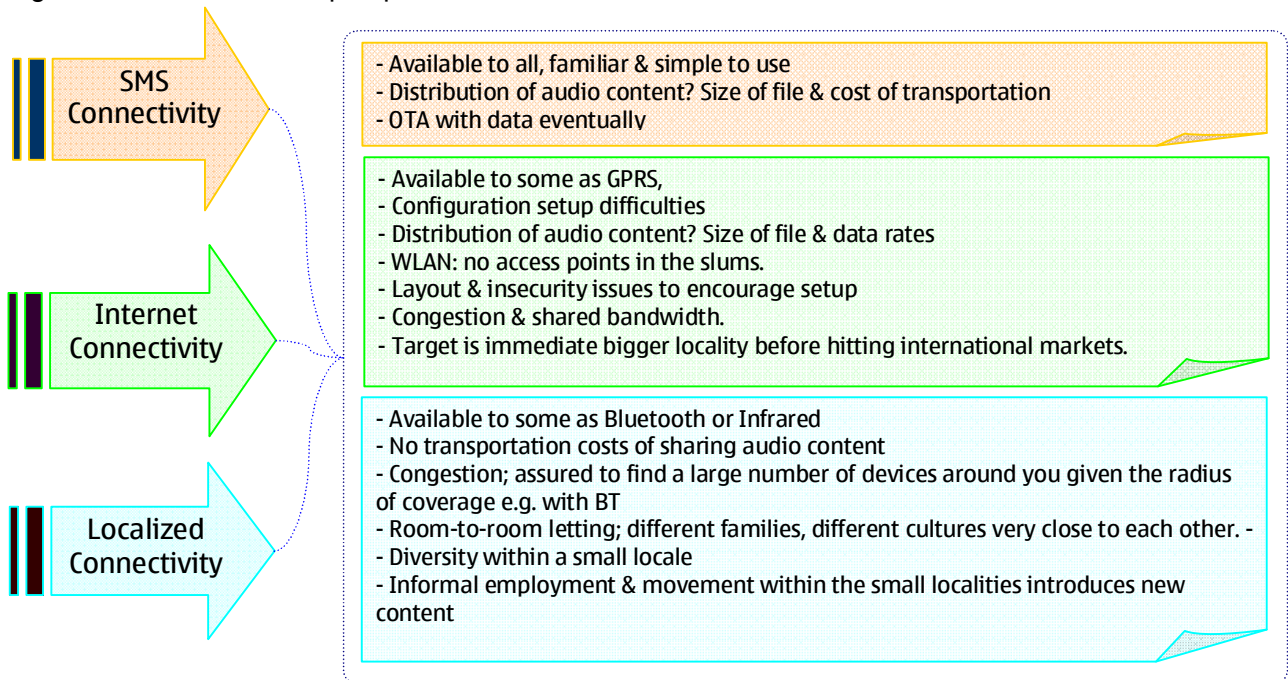 SMS
Connectivity
- Available to all, familiar & simple to use
- Distribution of audio content? Size of file & cost of transportation
- OTA with data eventually
Internet
Connectivity
- Available to some as GPRS,
- Configuration setup difficulties
- Distribution of audio content? Size of file & data rates
- WLAN: no access points in the slums.
- Layout & insecurity issues to encourage setup
- Congestion & shared bandwidth.
- Target is immediate bigger locality before hitting international markets.
Localized
Connectivity
- Available to some as Bluetooth or Infrared
- No transportation costs of sharing audio content
- Congestion; assured to find a large number of devices around you given the radius
of coverage e.g. with BT
- Room-to-room letting; different families, different cultures very close to each other. -
- Diversity within a small locale
- Informal employment & movement within the small localities introduces new
content